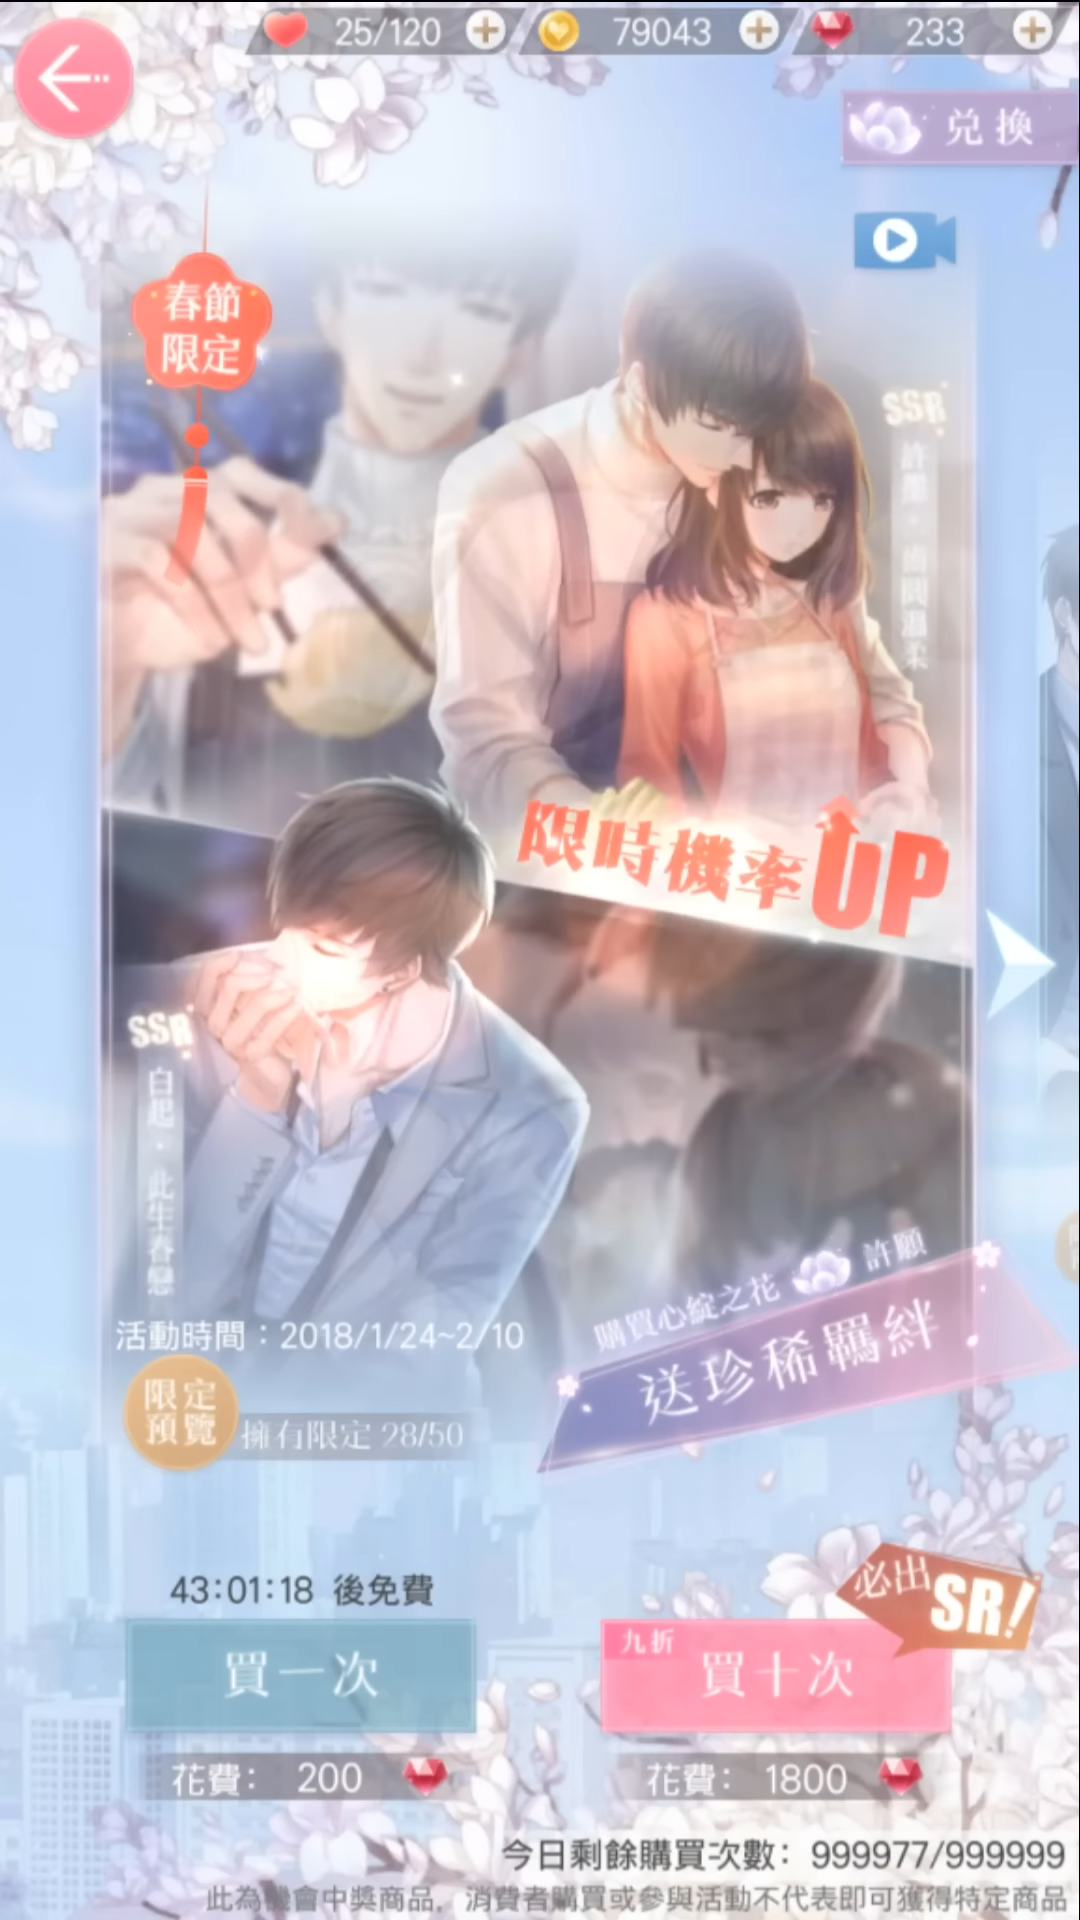 25/120
79043
233
兑換
春節
限定
SSR
許墨・繭圓溫柔
限時機率UP
SSR
白起・此生眷戀
購買心綻之花 許願
送珍稀羈絆
活動時間：2018/1/24~2/10
限定
預覽
擁有限定 28/50
43:01:18 後免費
必出SR!
買一次
九折
買十次
花費： 200
花費： 1800
今日剩餘購買次數： 999977/999999
此為機會中獎商品，消費者購買或參與活動不代表即可獲得特定商品